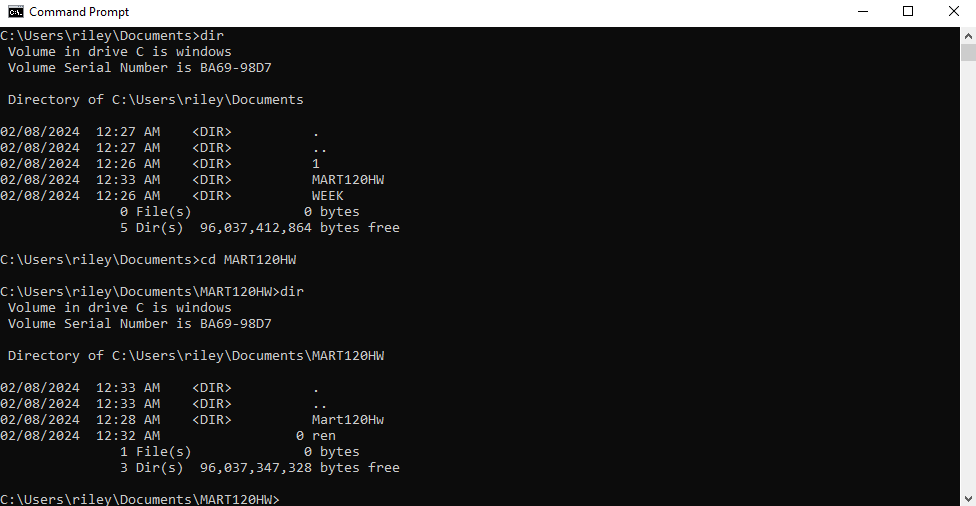 Command Prompt
C:\Users\riley\Documents>dir
 Volume in drive C is windows
 Volume Serial Number is BA69-98D7
 Directory of C:\Users\riley\Documents
02/08/2024  12:27 AM    <DIR>          .
02/08/2024  12:27 AM    <DIR>          ..
02/08/2024  12:26 AM    <DIR>          1
02/08/2024  12:33 AM    <DIR>          MART120HW
02/08/2024  12:26 AM    <DIR>          WEEK
               0 File(s)              0 bytes
               5 Dir(s)  96,037,412,864 bytes free
C:\Users\riley\Documents>cd MART120HW
C:\Users\riley\Documents\MART120HW>dir
 Volume in drive C is windows
 Volume Serial Number is BA69-98D7
 Directory of C:\Users\riley\Documents\MART120HW
02/08/2024  12:33 AM    <DIR>          .
02/08/2024  12:33 AM    <DIR>          ..
02/08/2024  12:28 AM    <DIR>          Mart120Hw
02/08/2024  12:32 AM                 0 ren
               1 File(s)              0 bytes
               3 Dir(s)  96,037,347,328 bytes free
C:\Users\riley\Documents\MART120HW>